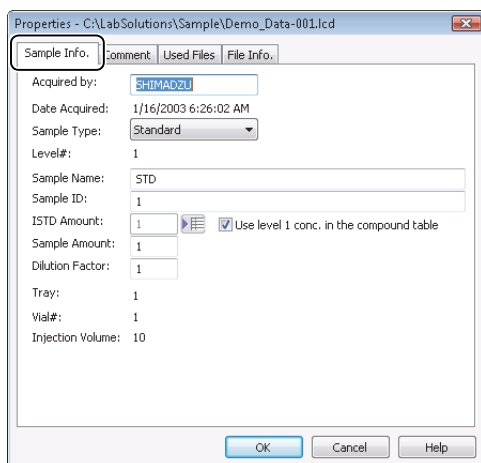 Properties - C:\LabSolutions\Sample\Demo_Data-001.lcd
Sample Info. Comment Used Files File Info.
Acquired by: SHIMADZU
Date Acquired: 1/16/2003 6:26:02 AM
Sample Type: Standard
Level#: 1
Sample Name: STD
Sample ID: 1
ISTD Amount: 1 Use level 1 conc. in the compound table
Sample Amount: 1
Dilution Factor: 1
Tray: 1
Vial#: 1
Injection Volume: 10
OK Cancel Help